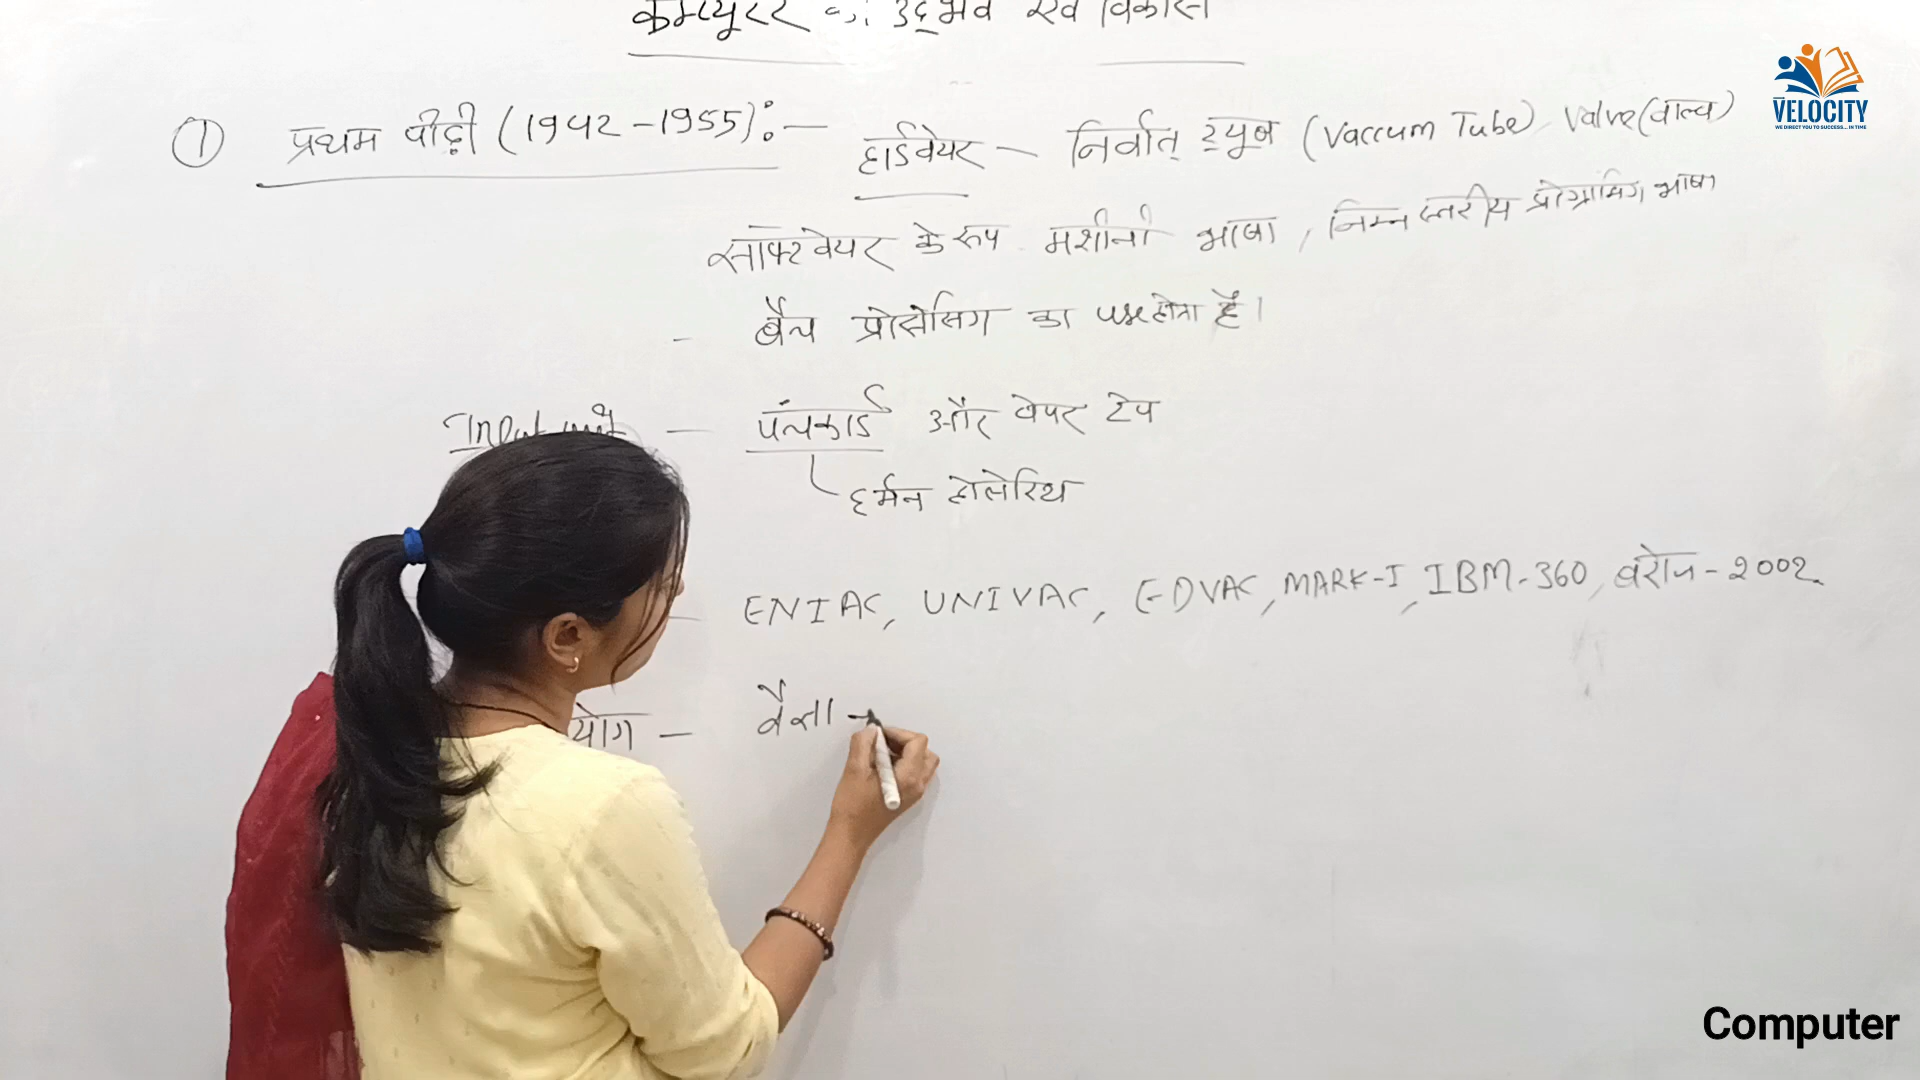 कम्प्यूटर का उद्भव एवं विकास
VELOCITY
WE DIRECT YOU TO SUCCESS... IN TIME
① प्रथम पीढ़ी (1942 - 1955) :- हार्डवेयर - निर्वात् ट्यूब (Vaccum Tube) Valve (वाल्व)
साफ्टवेयर के रूप मशीनी भाषा, निम्न स्तरीय प्रोग्रामिंग भाषा
- बैच प्रोसेसिंग का use होता है।
Input unit - पंचकार्ड और पेपर टेप
हर्मन होलेरिथ
- ENIAC, UNIVAC, EDVAC, MARK-I, IBM-360, बरोज - 2002
योग - वैज्ञा
Computer